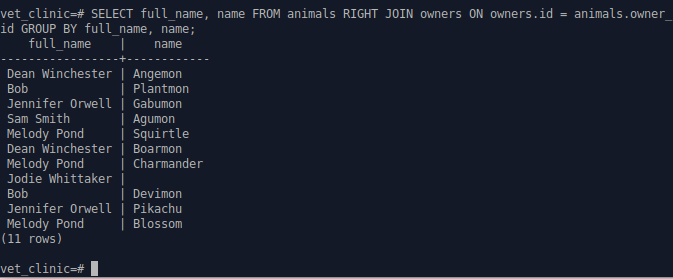 vet_clinic=# SELECT full_name, name FROM animals RIGHT JOIN owners ON owners.id = animals.owner_
id GROUP BY full_name, name;
    full_name    |    name
-----------------+------------
 Dean Winchester | Angemon
 Bob             | Plantmon
 Jennifer Orwell | Gabumon
 Sam Smith       | Agumon
 Melody Pond     | Squirtle
 Dean Winchester | Boarmon
 Melody Pond     | Charmander
 Jodie Whittaker |
 Bob             | Devimon
 Jennifer Orwell | Pikachu
 Melody Pond     | Blossom
(11 rows)
vet_clinic=#